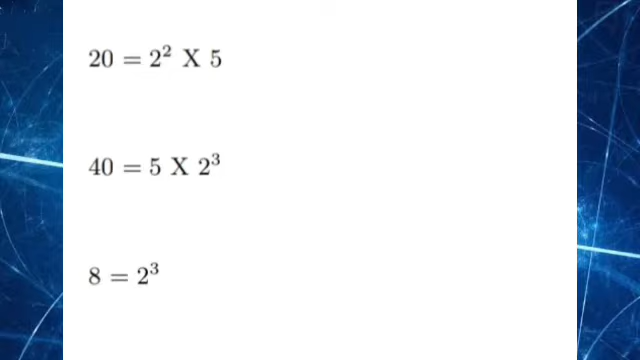 20 = 2² X 5
40 = 5 X 2³
8 = 2³